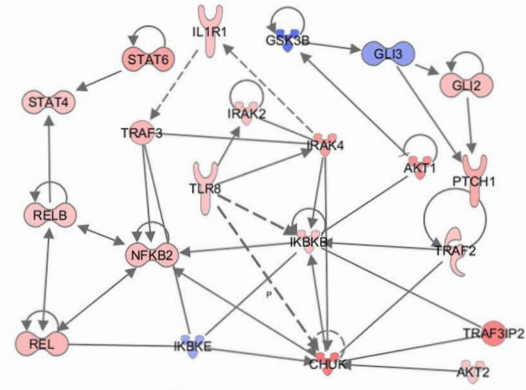 IL1R1
GSK3B
GLI3
STAT6
GLI2
STAT4
IRAK2
TRAF3
IRAK4
AKT1
PTCH1
TLR8
RELB
IKBKB
TRAF2
NFKB2
P
TRAF3IP2
REL
IKBKE
CHUK
AKT2